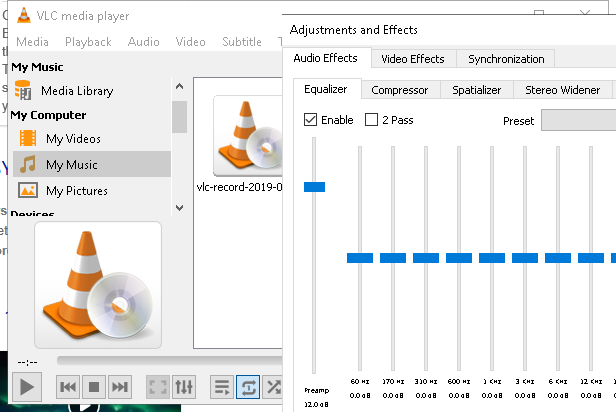 VLC media player
Media Playback Audio Video Subtitle T
My Music
Media Library
My Computer
My Videos
My Music
My Pictures
Devices
vlc-record-2019-0
--:--
Adjustments and Effects
Audio Effects Video Effects Synchronization
Equalizer Compressor Spatializer Stereo Widener
Enable 2 Pass Preset
60 Hz 170 Hz 310 Hz 600 Hz 1 KHz 3 KHz 6 KHz 12 KHz
Preamp 0.0 dB 0.0 dB 0.0 dB 0.0 dB 0.0 dB 0.0 dB 0.0 dB 0.0 dB
12.0 dB